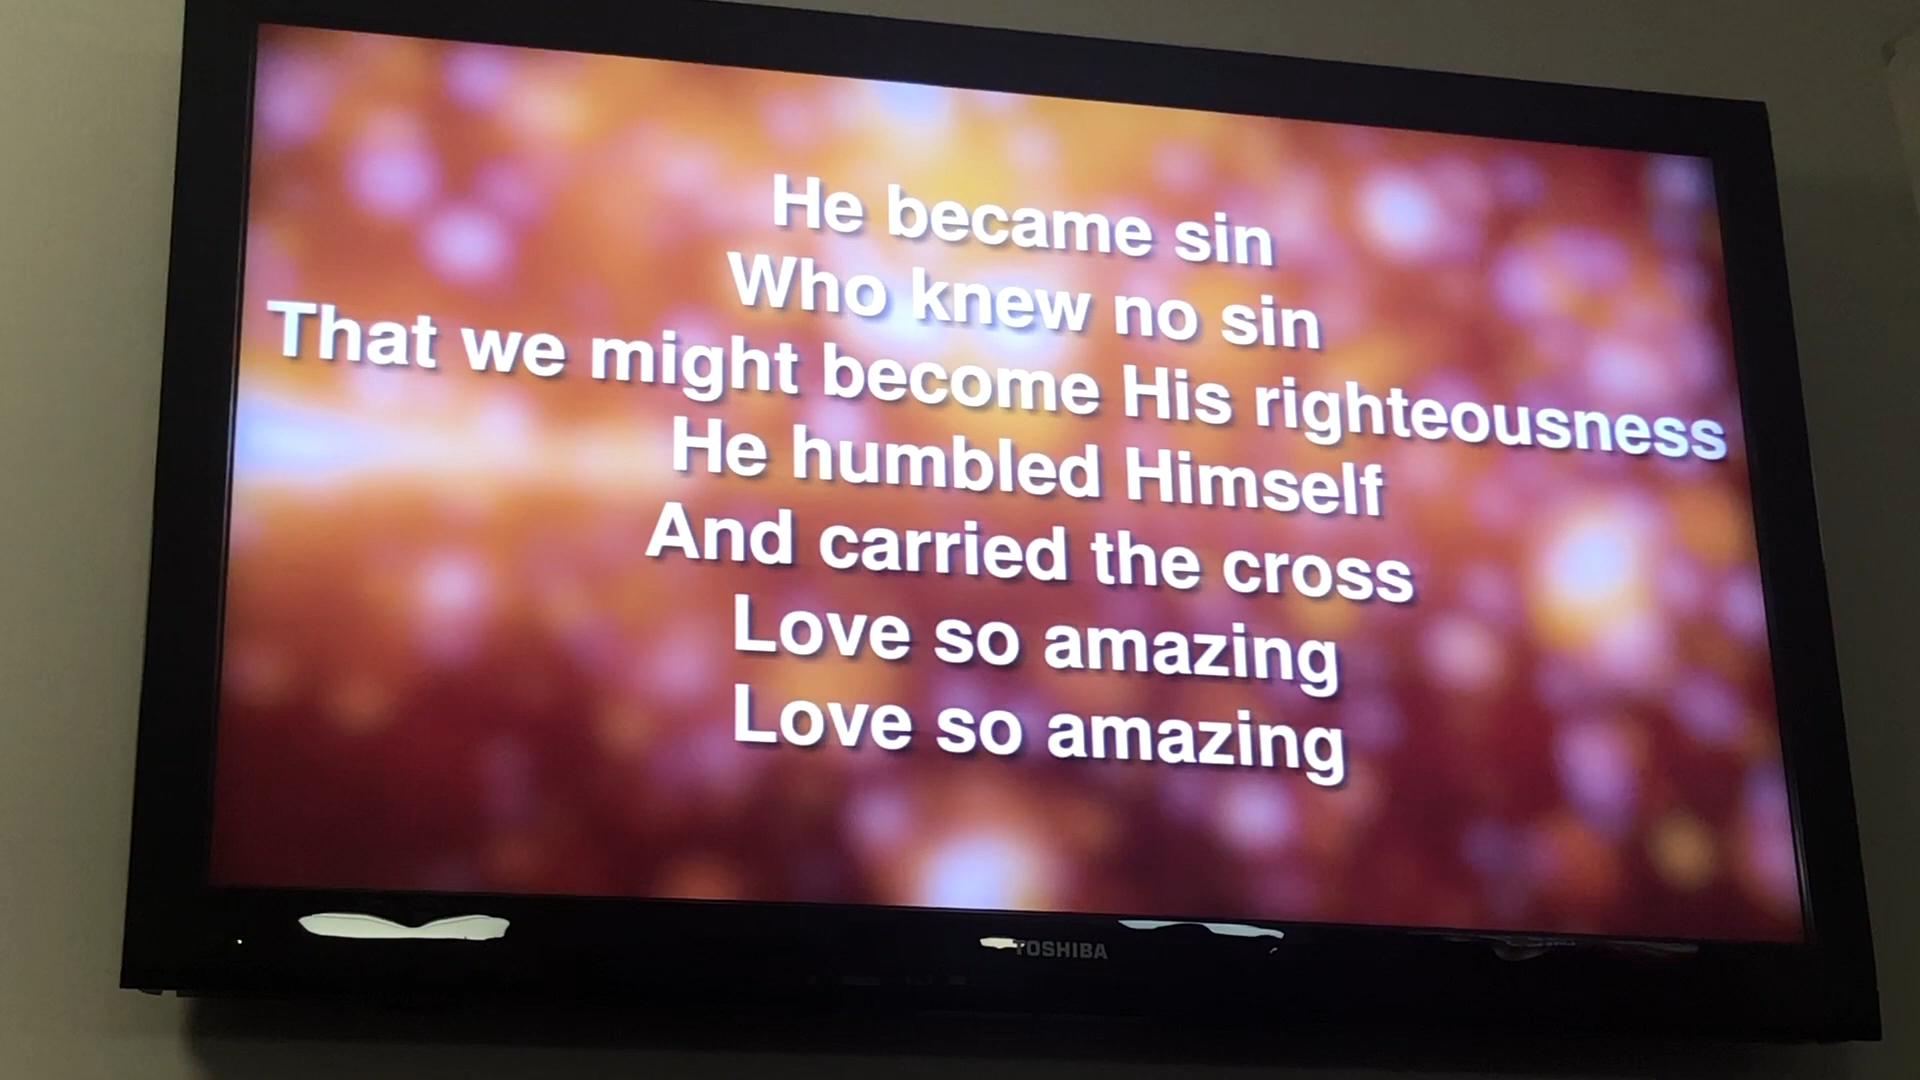 He became sin
Who knew no sin
That we might become His righteousness
He humbled Himself
And carried the cross
Love so amazing
Love so amazing
TOSHIBA